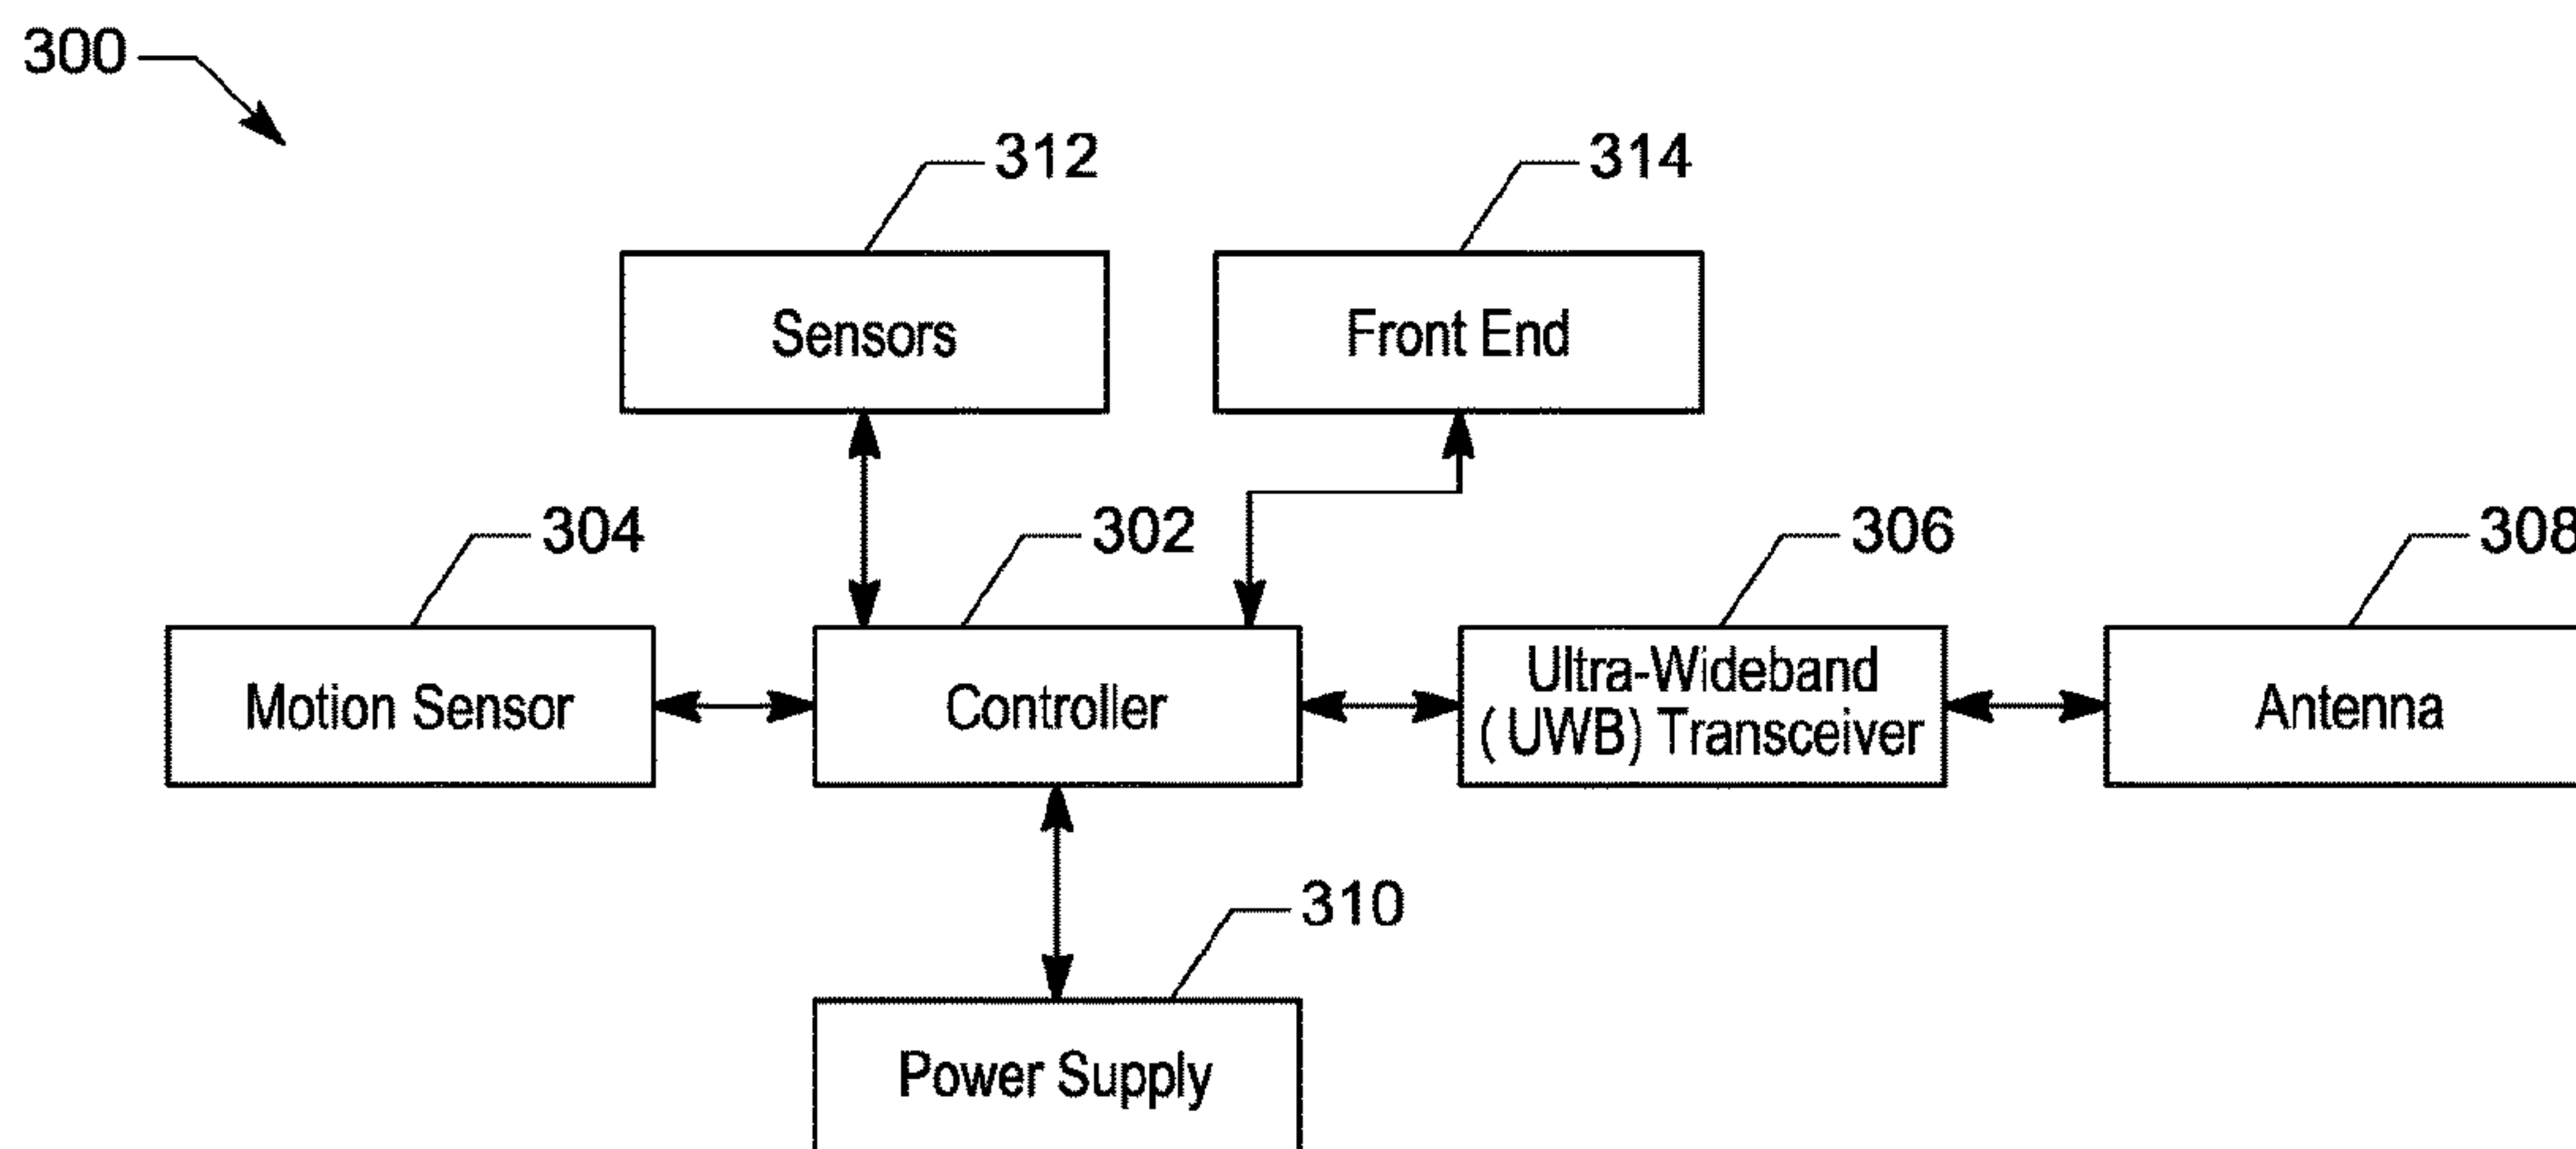 300
312
314
Sensors
Front End
304
302
306
308
Motion Sensor
Controller
Ultra-Wideband
( UWB) Transceiver
Antenna
310
Power Supply